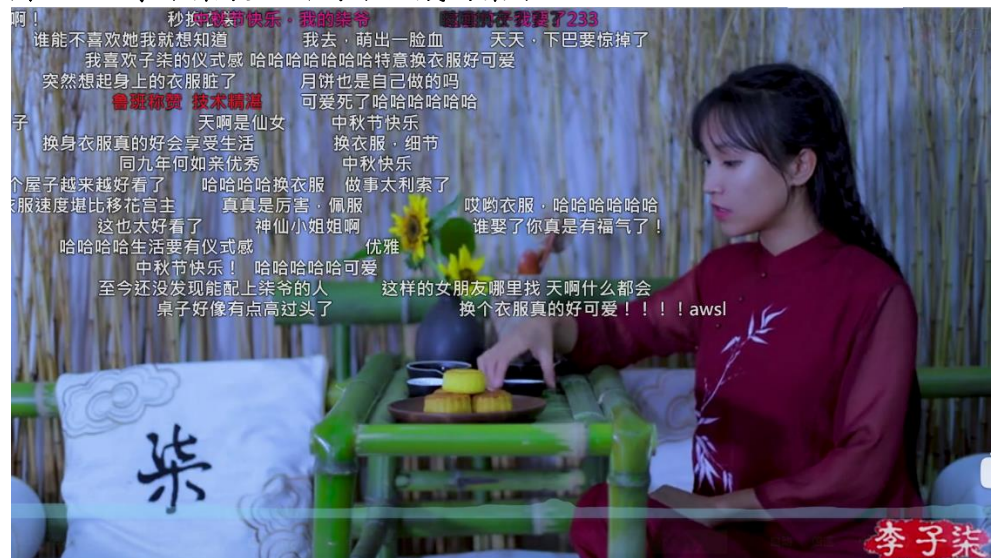 啊！ 秒换衣服 中秋节快乐·我的柒爷
谁能不喜欢她我就想知道 我去·萌出一脸血 天天·下巴要惊掉了
我喜欢子柒的仪式感 哈哈哈哈哈哈哈特意换衣服好可爱
突然想起身上的衣服脏了 月饼也是自己做的吗
鲁班称赞 技术精湛 可爱死了哈哈哈哈哈哈
子 天啊是仙女 中秋节快乐
换身衣服真的好会享受生活 换衣服·细节
同九年何如亲优秀 中秋快乐
个屋子越来越好看了 哈哈哈哈换衣服 做事太利索了
衣服速度堪比移花宫主 真真是厉害·佩服 哎哟衣服·哈哈哈哈哈哈
这也太好看了 神仙小姐姐啊 谁娶了你真是有福气了！
哈哈哈哈生活要有仪式感 优雅
中秋节快乐！ 哈哈哈哈哈可爱
至今还没发现能配上柒爷的人 这样的女朋友哪里找 天啊什么都会
桌子好像有点高过头了 换个衣服真的好可爱！！！！awsl
柒
李子柒